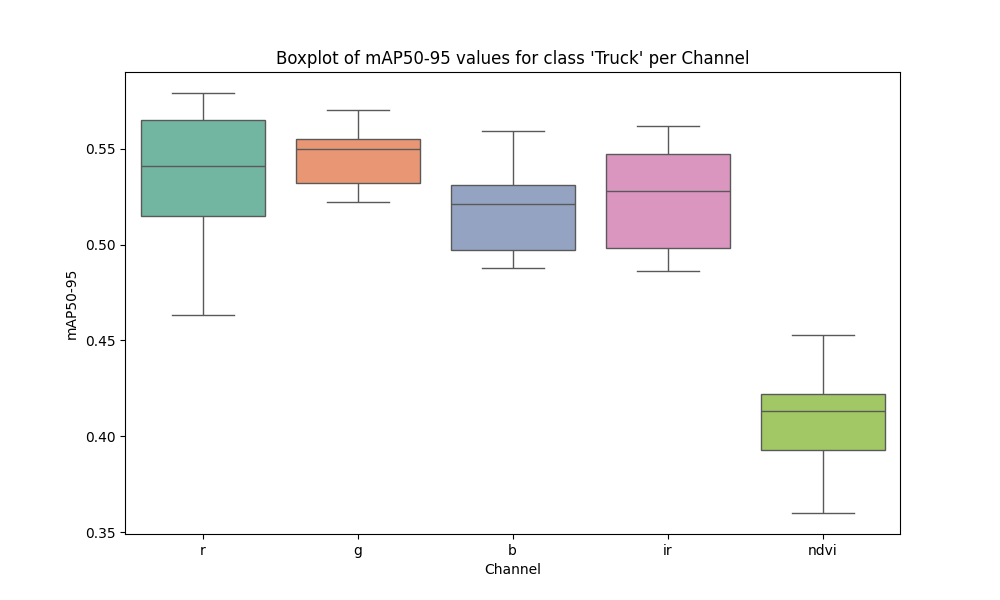 Boxplot of mAP50-95 values for class 'Truck' per Channel
mAP50-95
0.55
0.50
0.45
0.40
0.35
r g b ir ndvi
Channel